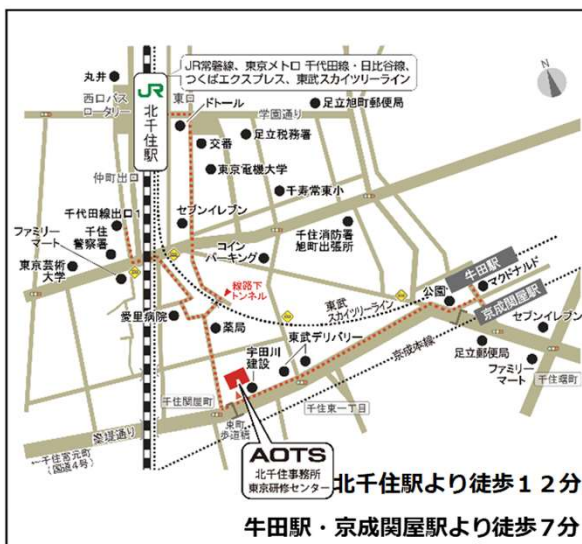 JR常磐線、東京メトロ 千代田線・日比谷線、
つくばエクスプレス、東武スカイツリーライン
N
丸井
西口バス
ロータリー
JR
北千住駅
東口
ドトール
学園通り
足立旭町郵便局
交番
足立税務署
東京電機大学
仲町出口
千寿常東小
千代田線出口1
セブンイレブン
ファミリー
マート
千住
警察署
東京芸術
大学
コイン
パーキング
千住消防署
旭町出張所
線路下
トンネル
東武
スカイツリーライン
牛田駅
公園
マクドナルド
京成関屋駅
愛里病院
薬局
京成本線
セブンイレブン
宇田川
建設
東武デリバリー
足立郵便局
ファミリー
マート
千住曙町
千住関屋町
千住東一丁目
墨堤通り
東町
歩道橋
千住宮元町
(国道4号)
AOTS
北千住事務所
東京研修センター
北千住駅より徒歩12分
牛田駅・京成関屋駅より徒歩7分